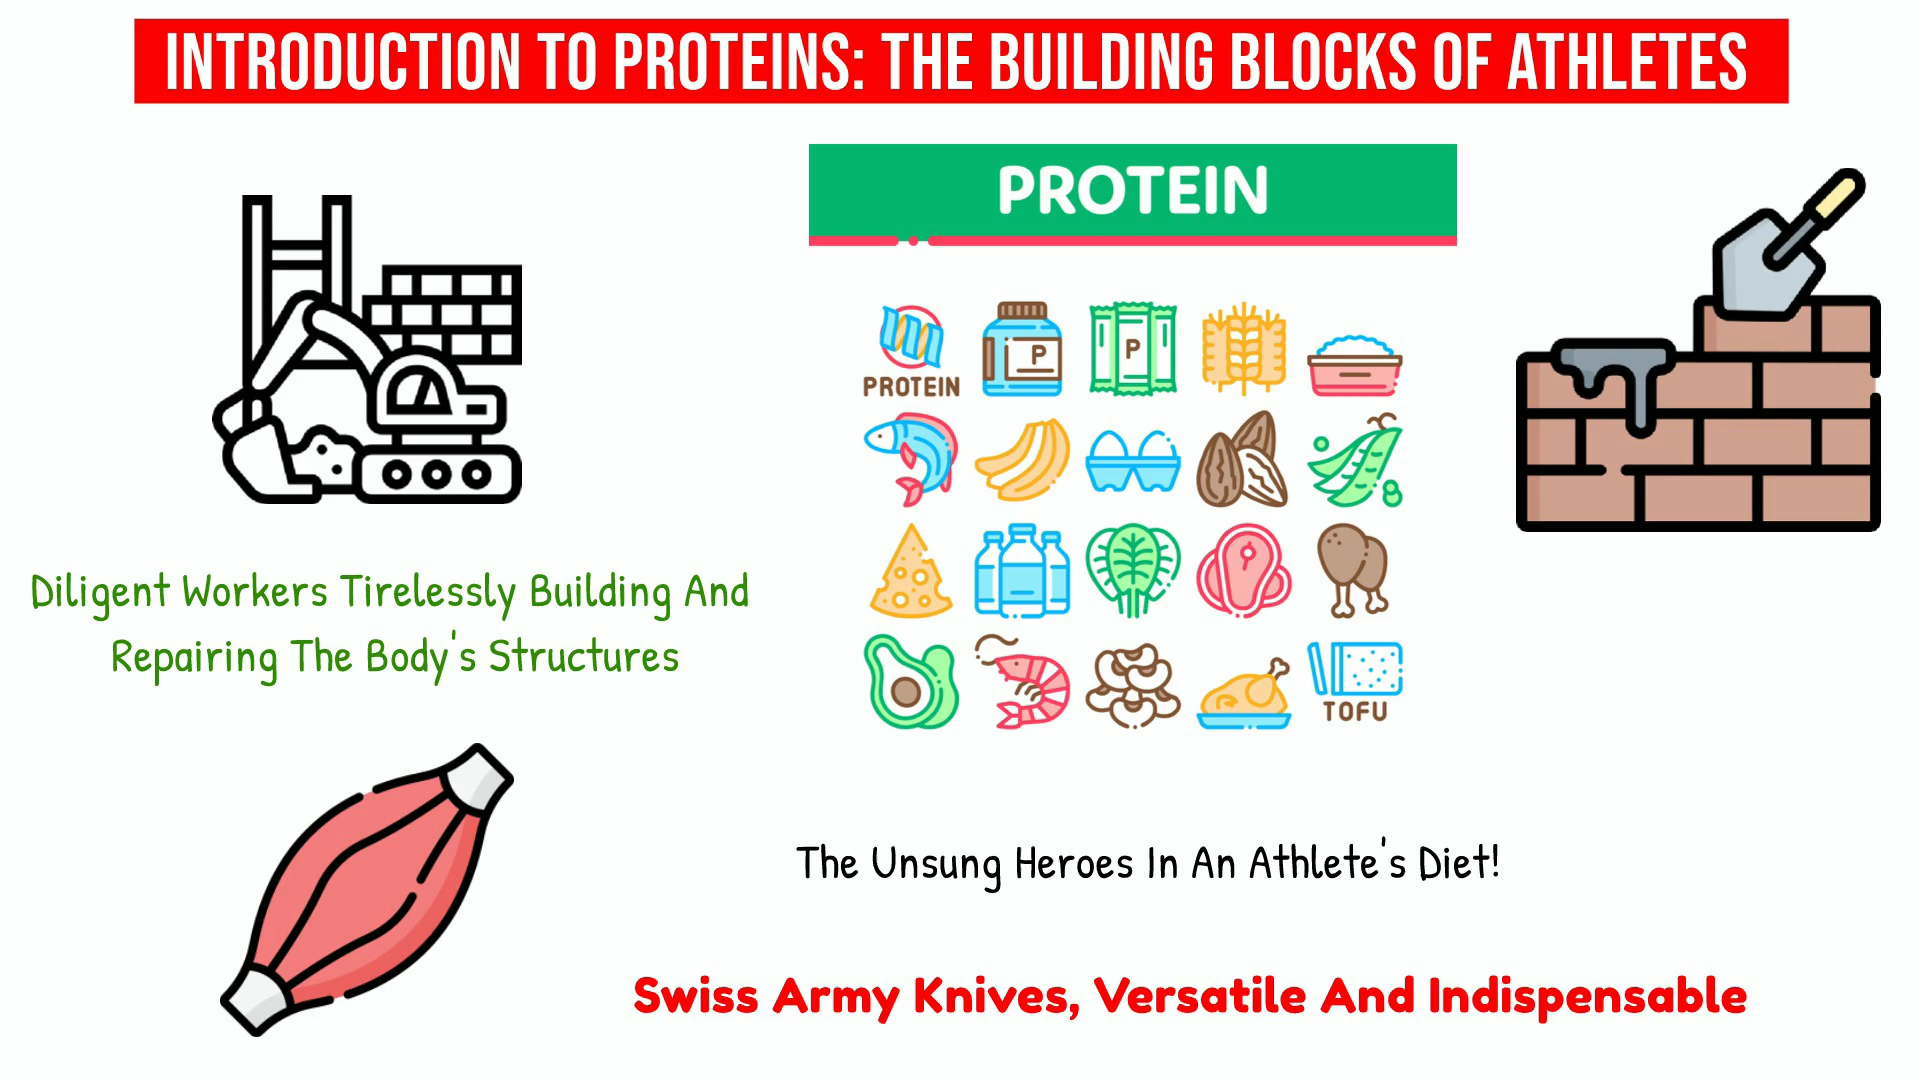 INTRODUCTION TO PROTEINS: THE BUILDING BLOCKS OF ATHLETES
PROTEIN
P
P
PROTEIN
TOFU
Diligent Workers Tirelessly Building And
Repairing The Body's Structures
The Unsung Heroes In An Athlete's Diet!
Swiss Army Knives, Versatile And Indispensable